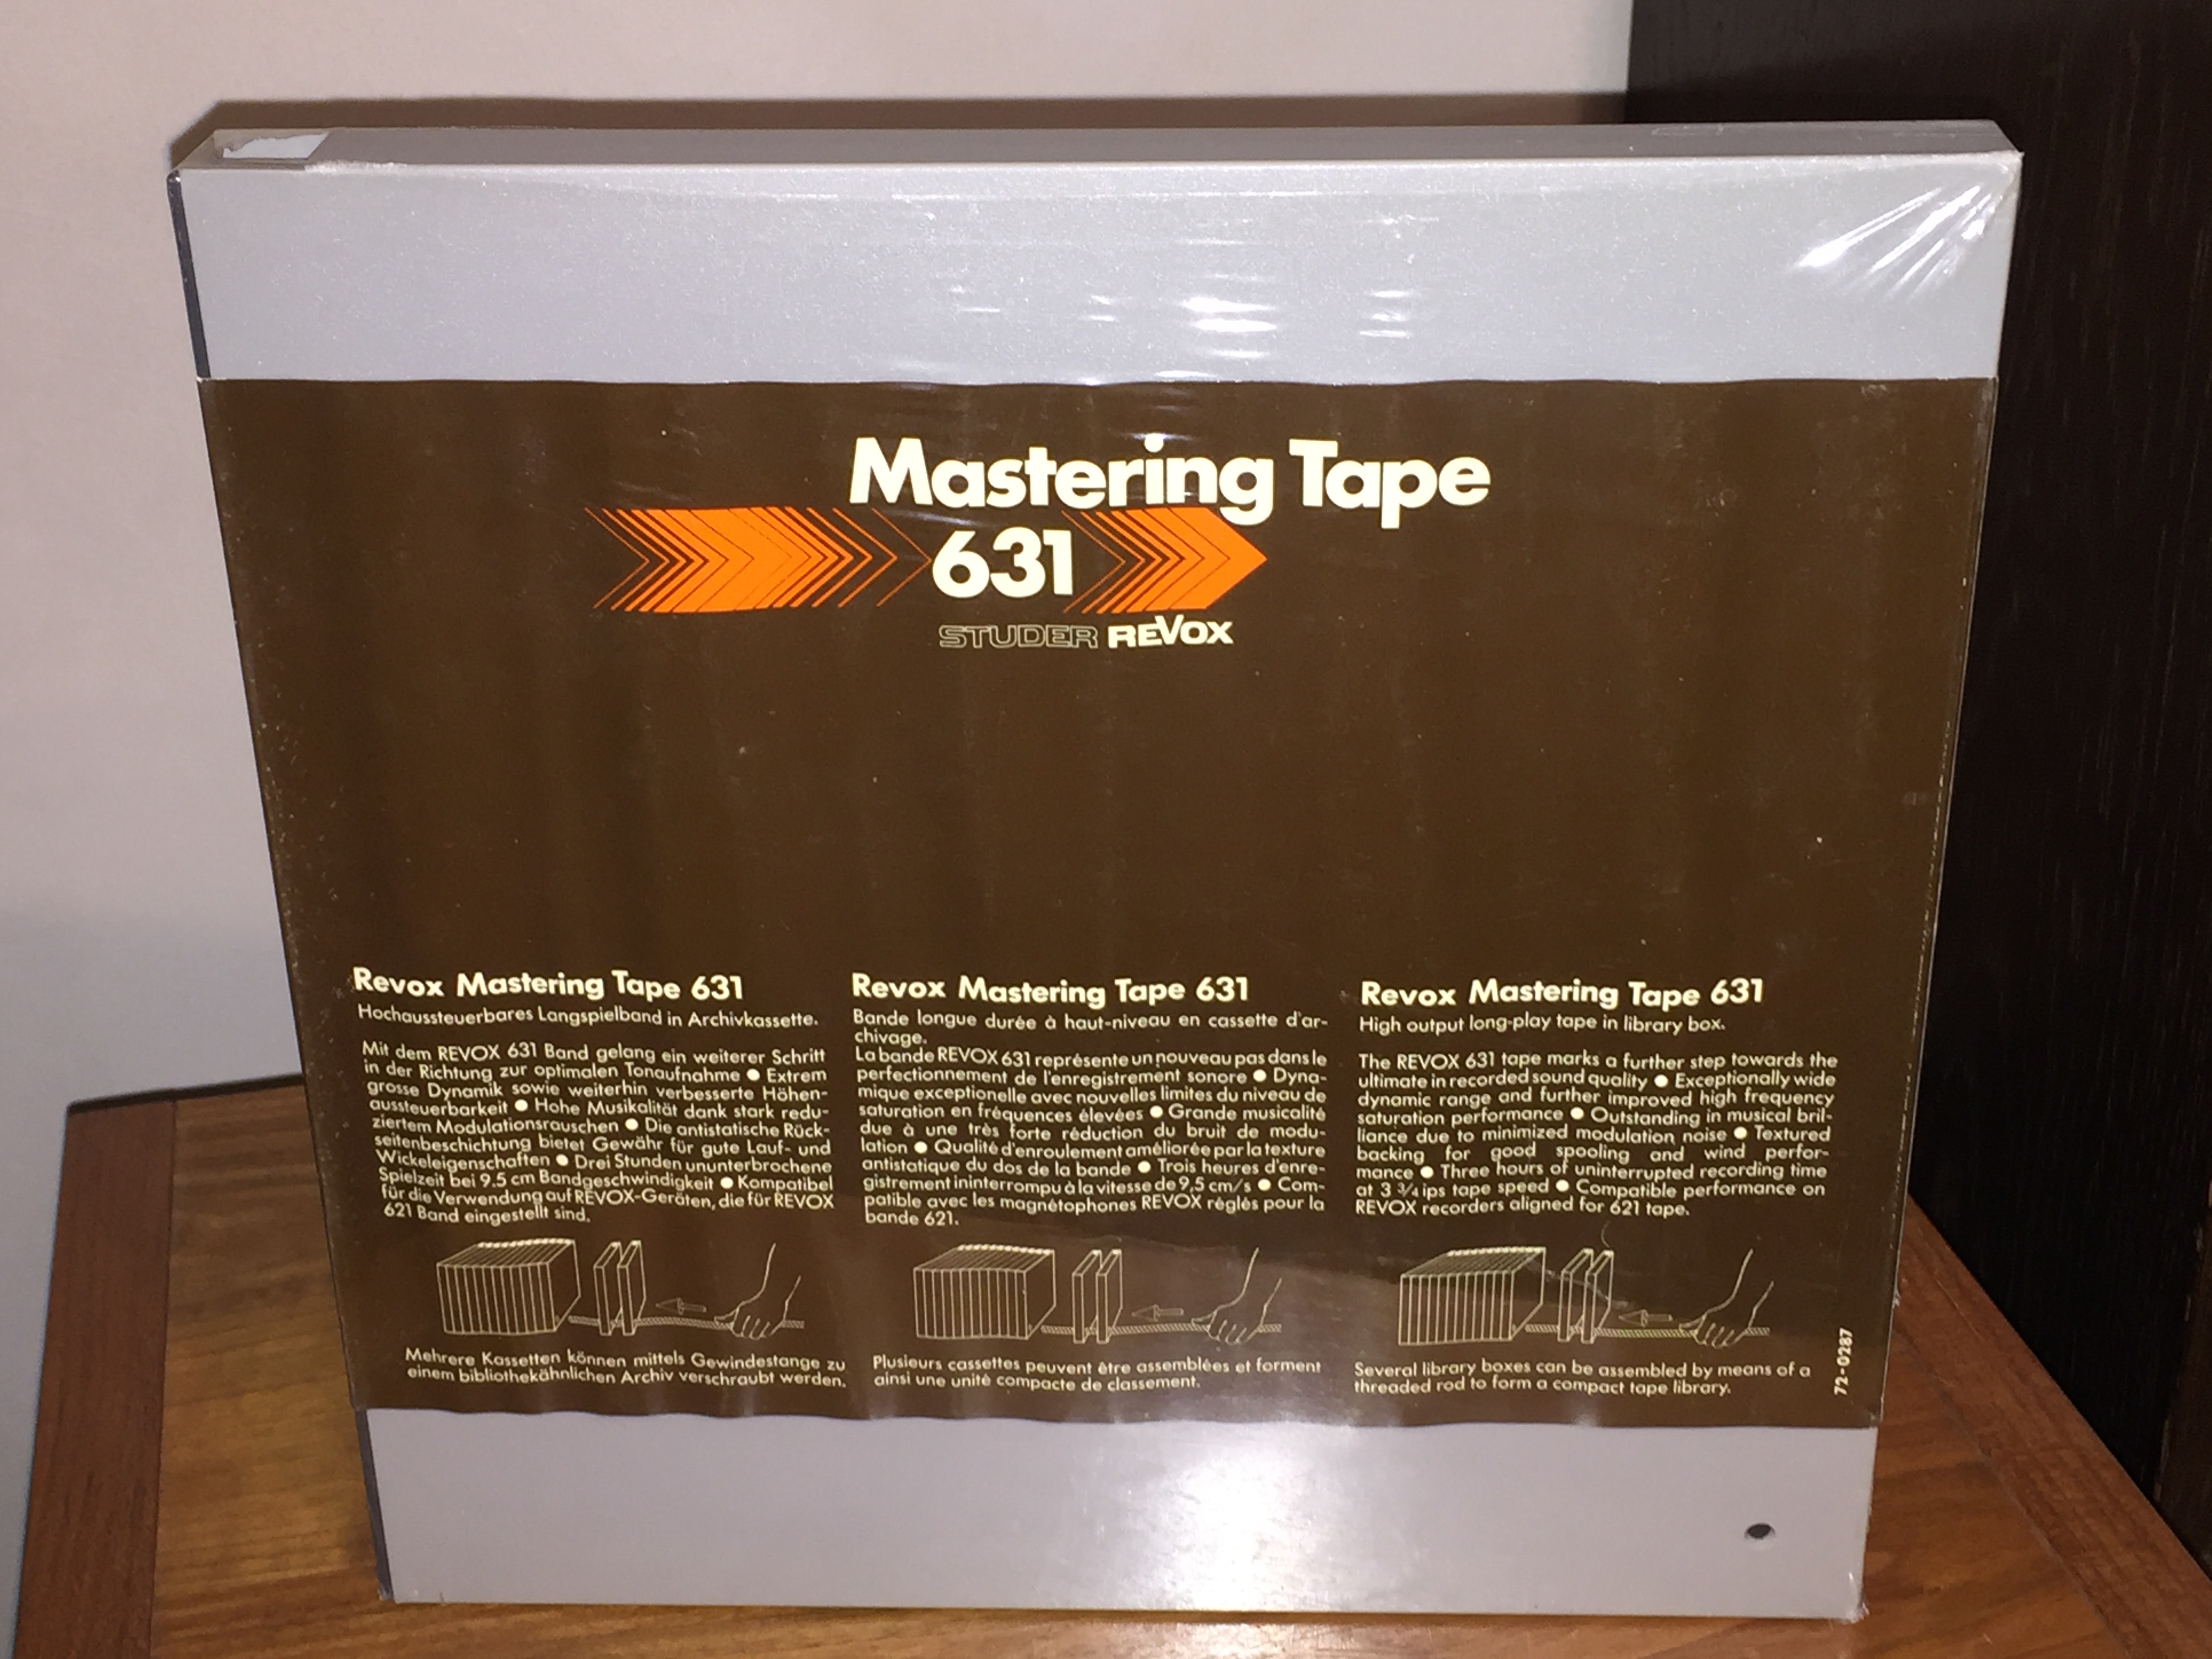 Mastering Tape
631
STUDER REVOX
Revox Mastering Tape 631
Hochaussteuerbares Langspielband in Archivkassette.
Mit dem REVOX 631 Band gelang ein weiterer Schritt
in der Richtung zur optimalen Tonaufnahme ● Extrem
grosse Dynamik sowie weiterhin verbesserte Höhen-
aussteuerbarkeit ● Hohe Musikalität dank stark redu-
ziertem Modulationsrauschen ● Die antistatische Rück-
seitenbeschichtung bietet Gewähr für gute Lauf- und
Wickeleigenschaften ● Drei Stunden ununterbrochene
Spielzeit bei 9.5 cm Bandgeschwindigkeit ● Kompatibel
für die Verwendung auf REVOX-Geräten, die für REVOX
621 Band eingestellt sind.
Mehrere Kassetten können mittels Gewindestange zu
einem bibliothekähnlichen Archiv verschraubt werden.
Revox Mastering Tape 631
Bande longue durée à haut-niveau en cassette d'ar-
chivage.
La bande REVOX 631 représente un nouveau pas dans le
perfectionnement de l'enregistrement sonore ● Dyna-
mique exceptionelle avec nouvelles limites du niveau de
saturation en fréquences élevées ● Grande musicalité
due à une très forte réduction du bruit de modu-
lation ● Qualité d'enroulement améliorée par la texture
antistatique du dos de la bande ● Trois heures d'enre-
gistrement ininterrompu à la vitesse de 9,5 cm/s ● Com-
patible avec les magnétophones REVOX règlés pour la
bande 621.
Plusieurs cassettes peuvent être assemblées et forment
ainsi une unité compacte de classement.
Revox Mastering Tape 631
High output long-play tape in library box.
The REVOX 631 tape marks a further step towards the
ultimate in recorded sound quality ● Exceptionally wide
dynamic range and further improved high frequency
saturation performance ● Outstanding in musical bril-
liance due to minimized modulation noise ● Textured
backing for good spooling and wind perfor-
mance ● Three hours of uninterrupted recording time
at 3 ¾ ips tape speed ● Compatible performance on
REVOX recorders aligned for 621 tape.
Several library boxes can be assembled by means of a
threaded rod to form a compact tape library.
72-0287